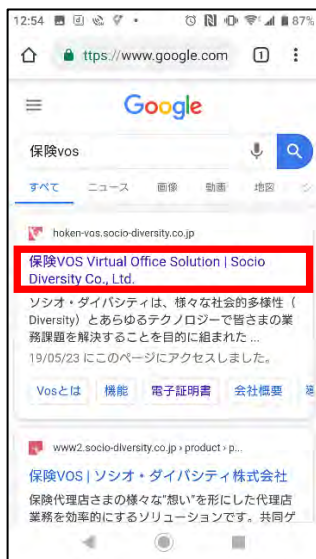 12:54
87%
ttps://www.google.com
1
Google
保険vos
すべて ニュース 画像 動画 地図
hoken-vos.socio-diversity.co.jp
保険VOS Virtual Office Solution | Socio
Diversity Co., Ltd.
ソシオ・ダイバシティは、様々な社会的多様性（
Diversity）とあらゆるテクノロジーで皆さまの業
務課題を解決することを目的に組まれた ...
19/05/23 にこのページにアクセスしました。
Vosとは 機能 電子証明書 会社概要
www2.socio-diversity.co.jp › product › p...
保険VOS | ソシオ・ダイバシティ株式会社
保険代理店さまの様々な“想い”を形にした代理店
業務を効率的にするソリューションです。共同ゲ